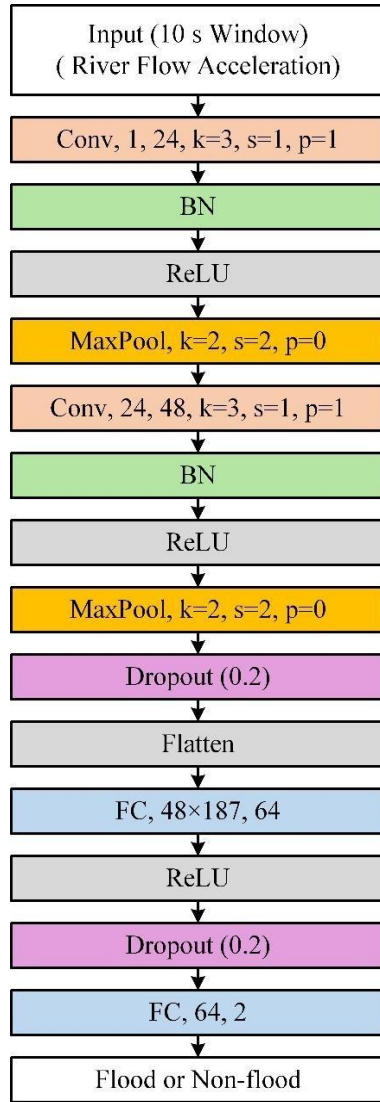 Input (10 s Window)
( River Flow Acceleration)
Conv, 1, 24, k=3, s=1, p=1
BN
ReLU
MaxPool, k=2, s=2, p=0
Conv, 24, 48, k=3, s=1, p=1
BN
ReLU
MaxPool, k=2, s=2, p=0
Dropout (0.2)
Flatten
FC, 48×187, 64
ReLU
Dropout (0.2)
FC, 64, 2
Flood or Non-flood